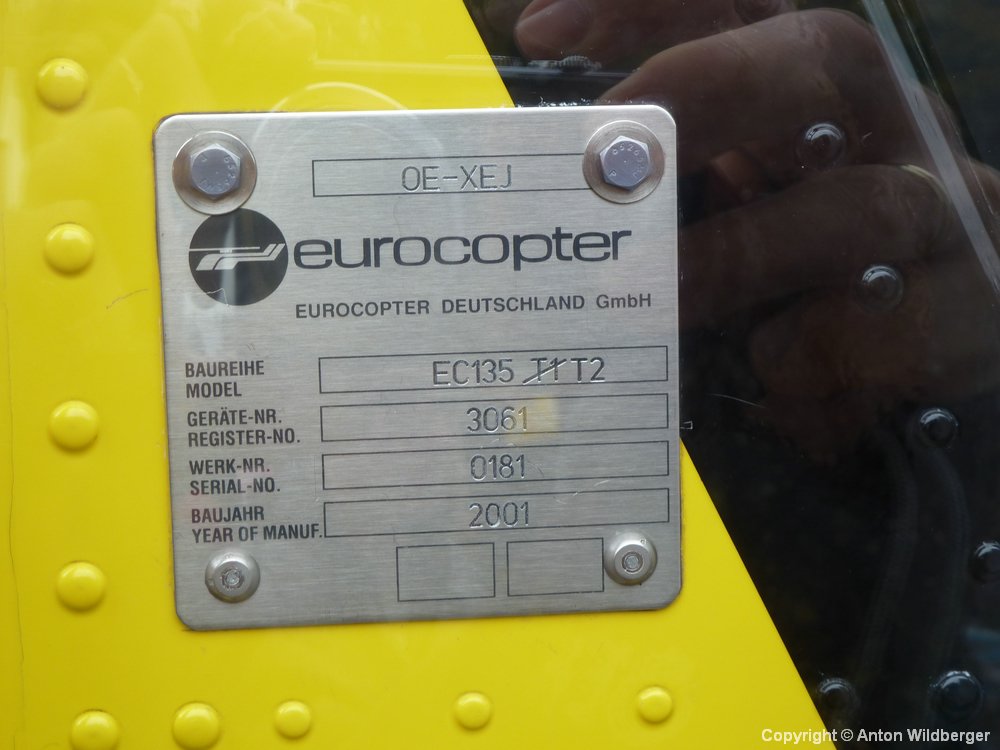 OE-XEJ
eurocopter
EUROCOPTER DEUTSCHLAND GmbH
BAUREIHE
MODEL
EC135 T1 T2
GERÄTE-NR.
REGISTER-NO.
3061
WERK-NR.
SERIAL-NO.
0181
BAUJAHR
YEAR OF MANUF.
2001
Copyright © Anton Wildberger